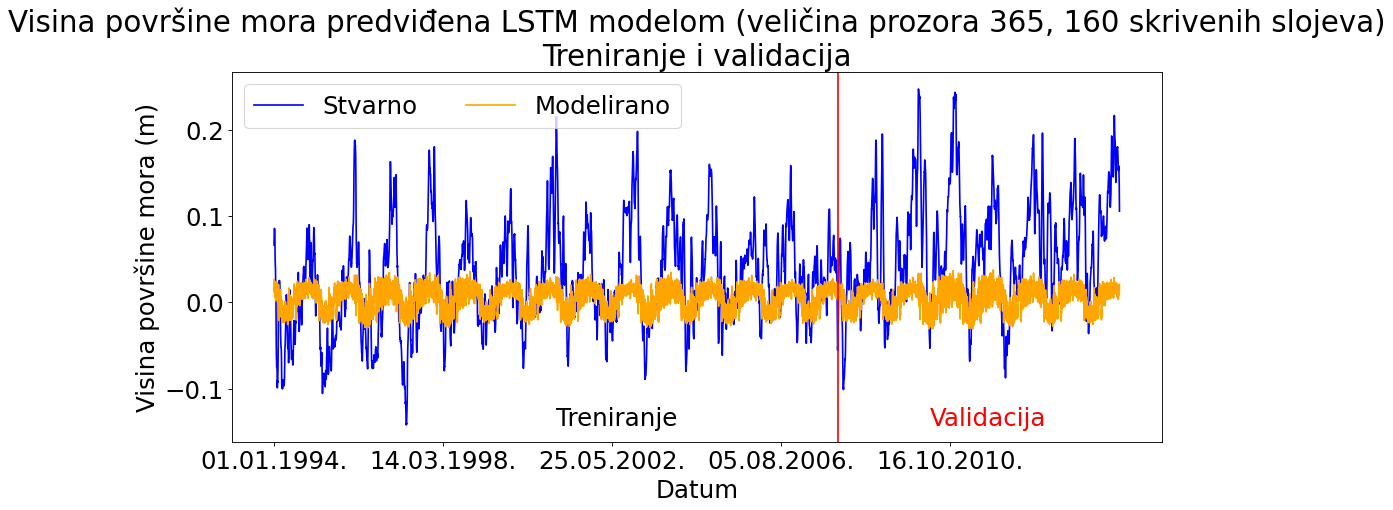 Visina površine mora predviđena LSTM modelom (veličina prozora 365, 160 skrivenih slojeva)
Treniranje i validacija
Stvarno
Modelirano
Visina površine mora (m)
0.2
0.1
0.0
−0.1
Treniranje
Validacija
01.01.1994.
14.03.1998.
25.05.2002.
05.08.2006.
16.10.2010.
Datum